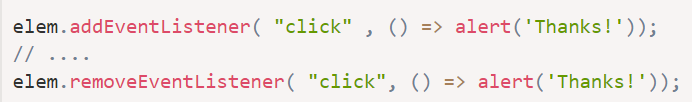 elem.addEventListener( "click" , () => alert('Thanks!'));
// ....
elem.removeEventListener( "click", () => alert('Thanks!'));